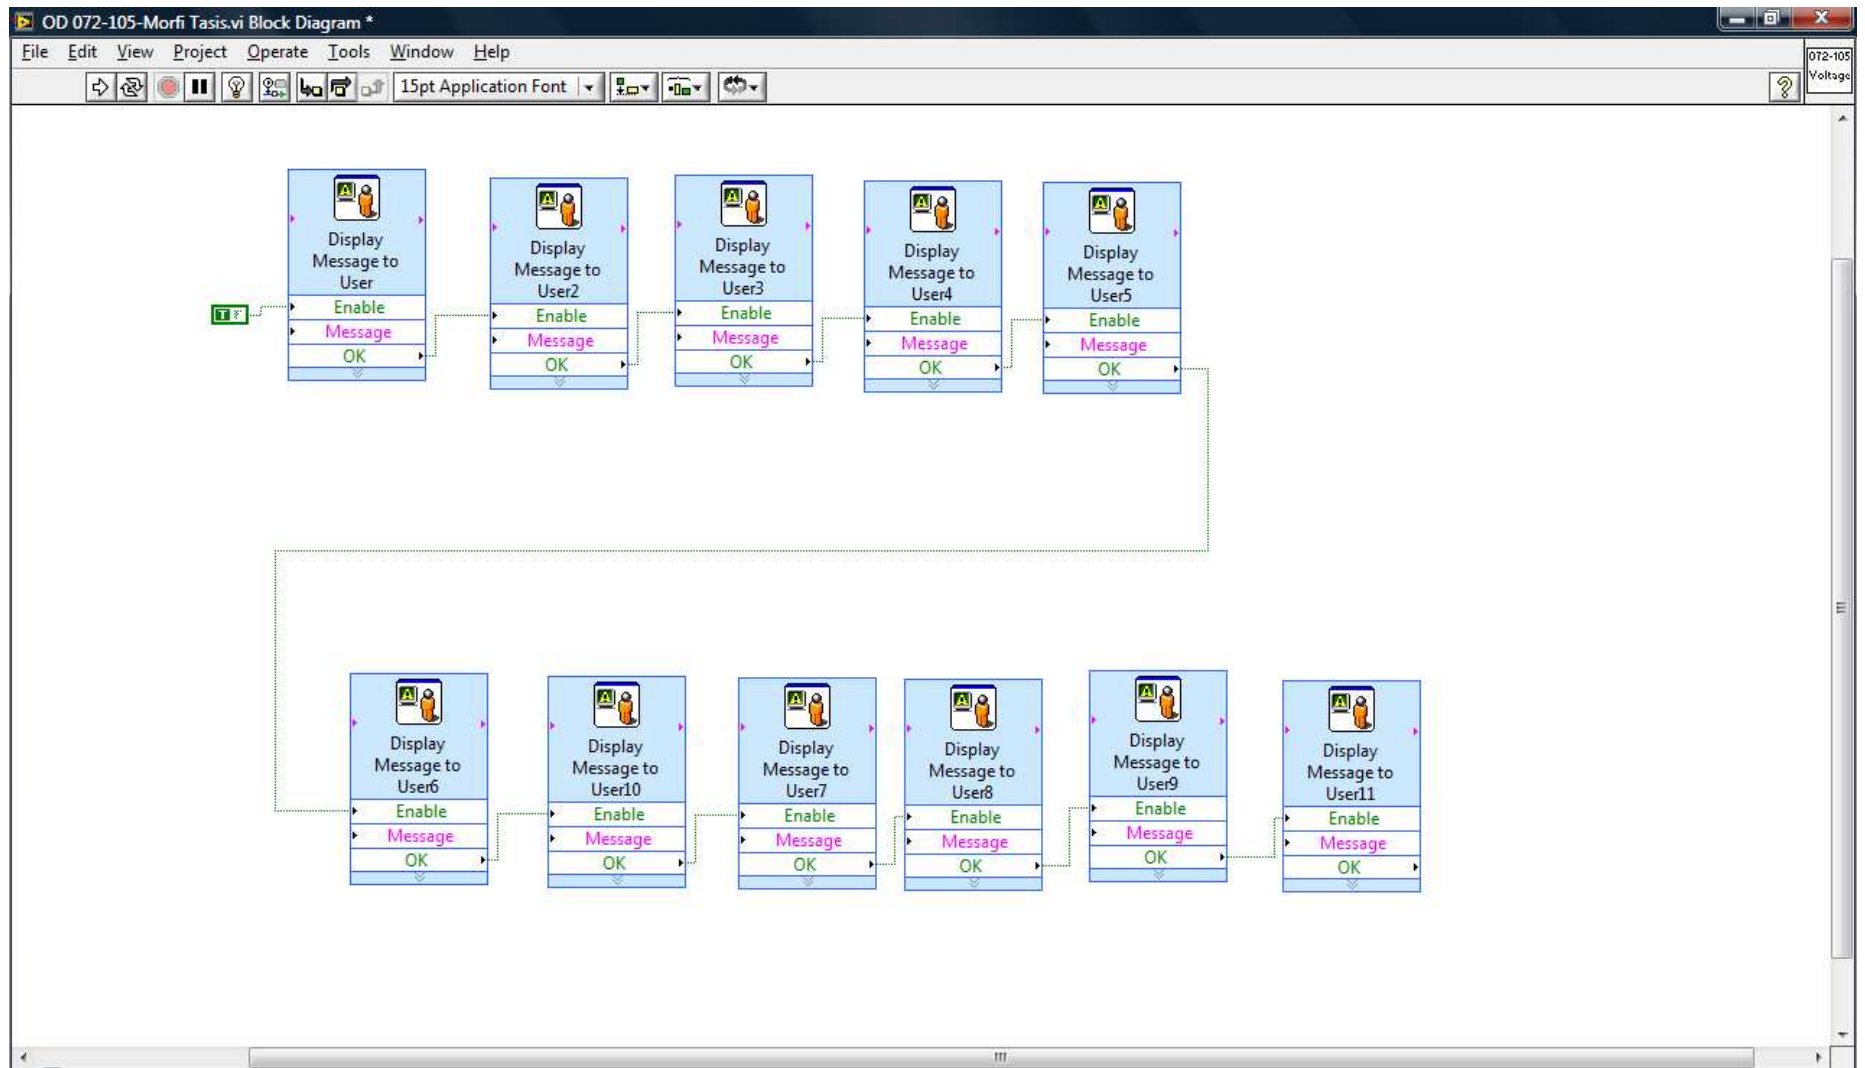 OD 072-105-Morfi Tasis.vi Block Diagram *
File Edit View Project Operate Tools Window Help
072-105
Voltage
15pt Application Font
Display
Message to
User
Enable
Message
OK
Display
Message to
User2
Enable
Message
OK
Display
Message to
User3
Enable
Message
OK
Display
Message to
User4
Enable
Message
OK
Display
Message to
User5
Enable
Message
OK
T F
Display
Message to
User6
Enable
Message
OK
Display
Message to
User10
Enable
Message
OK
Display
Message to
User7
Enable
Message
OK
Display
Message to
User8
Enable
Message
OK
Display
Message to
User9
Enable
Message
OK
Display
Message to
User11
Enable
Message
OK